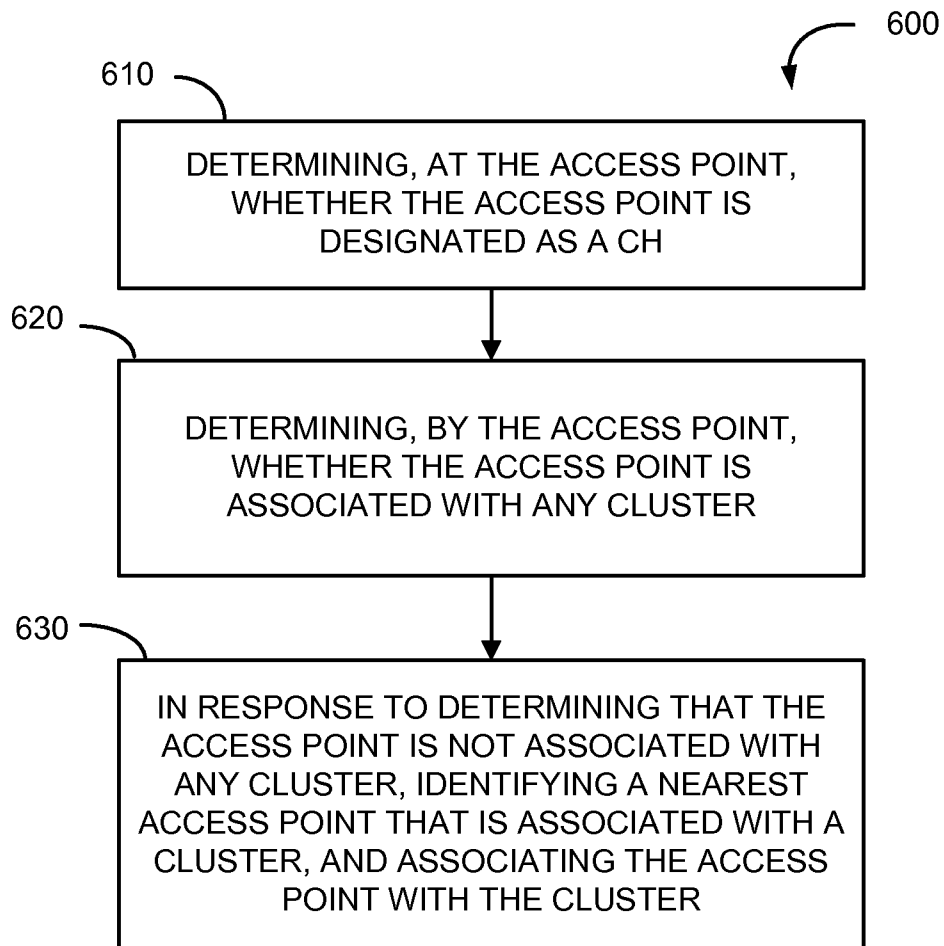 600
610
DETERMINING, AT THE ACCESS POINT,
WHETHER THE ACCESS POINT IS
DESIGNATED AS A CH
620
DETERMINING, BY THE ACCESS POINT,
WHETHER THE ACCESS POINT IS
ASSOCIATED WITH ANY CLUSTER
630
IN RESPONSE TO DETERMINING THAT THE
ACCESS POINT IS NOT ASSOCIATED WITH
ANY CLUSTER, IDENTIFYING A NEAREST
ACCESS POINT THAT IS ASSOCIATED WITH A
CLUSTER, AND ASSOCIATING THE ACCESS
POINT WITH THE CLUSTER